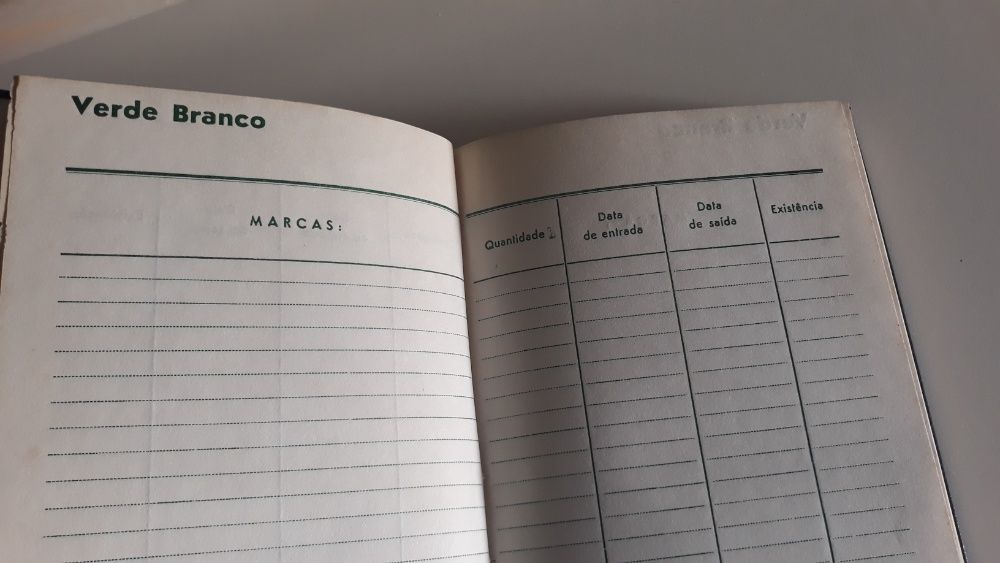 Verde Branco
MARCAS:
Quantidade
Data
de entrada
Data
de saída
Existência